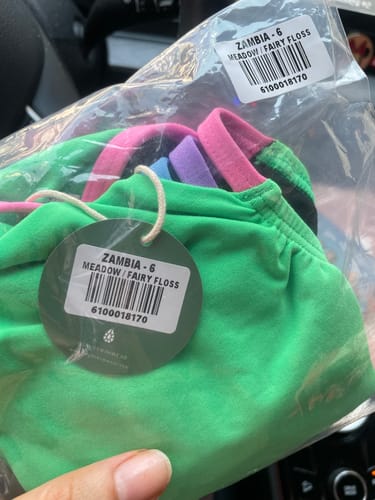 ZAMBIA - 6
MEADOW / FAIRY FLOSS
6100018170
ZAMBIA - 6
MEADOW / FAIRY FLOSS
6100018170